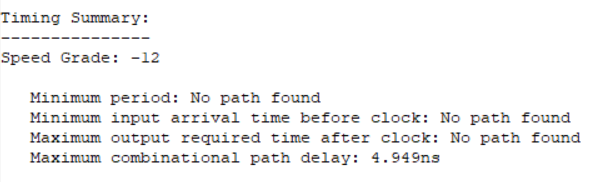 Timing Summary:
---------------
Speed Grade: -12
Minimum period: No path found
Minimum input arrival time before clock: No path found
Maximum output required time after clock: No path found
Maximum combinational path delay: 4.949ns